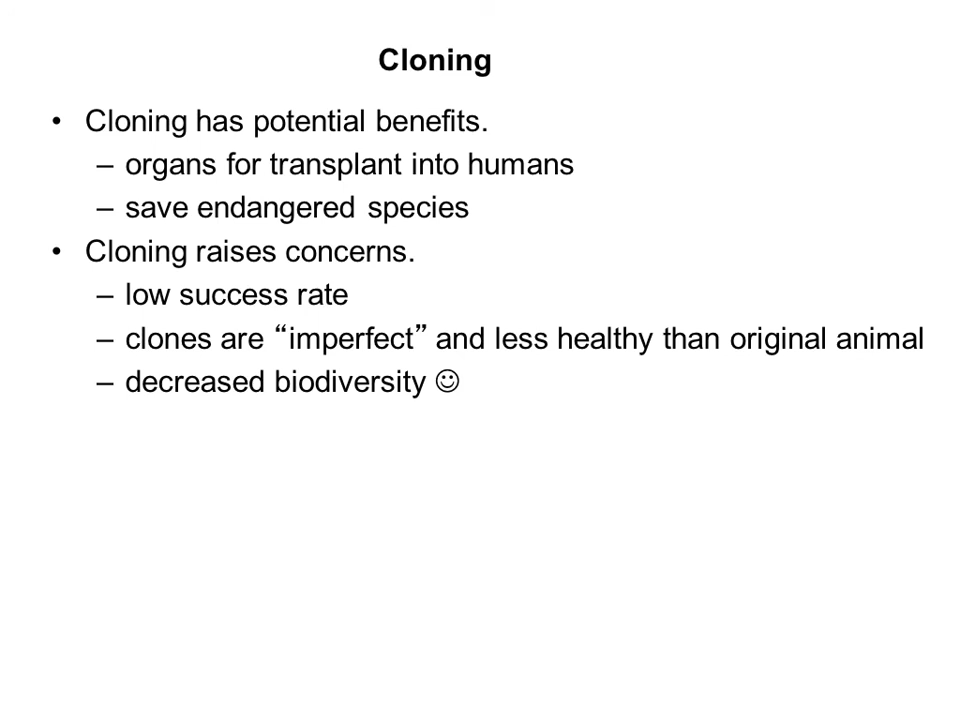 Cloning
• Cloning has potential benefits.
– organs for transplant into humans
– save endangered species
• Cloning raises concerns.
– low success rate
– clones are “imperfect” and less healthy than original animal
– decreased biodiversity ☺